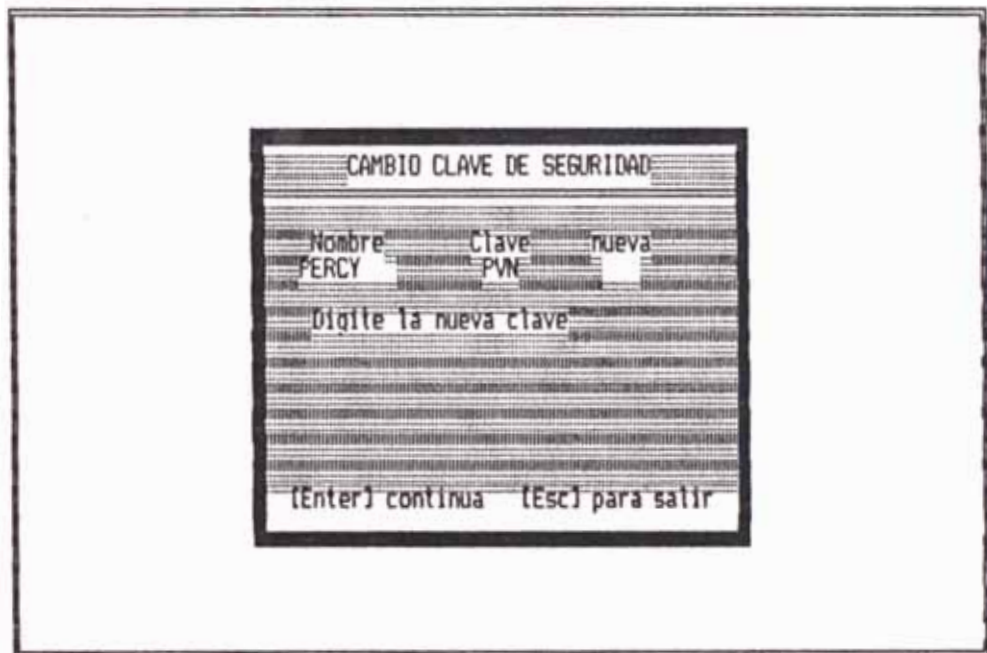 CAMBIO CLAVE DE SEGURIDAD
Nombre Clave nueva
PERCY PVN
Digite la nueva clave
[Enter] continua [Esc] para salir